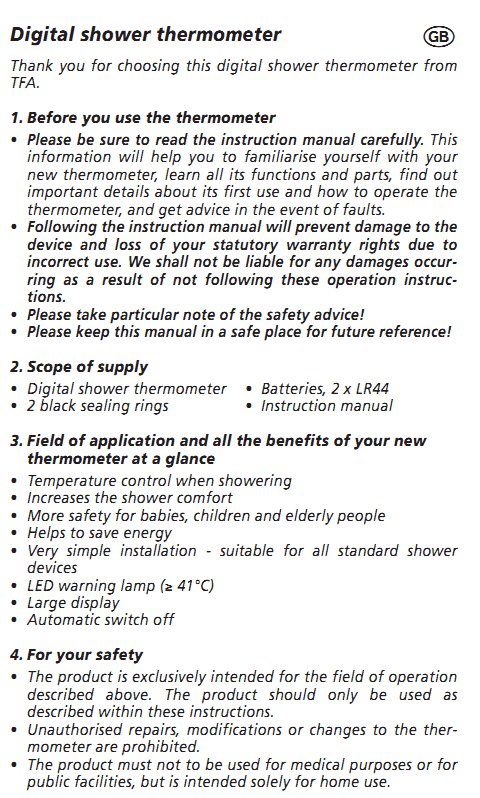 Digital shower thermometer GB
Thank you for choosing this digital shower thermometer from
TFA.
1. Before you use the thermometer
• Please be sure to read the instruction manual carefully. This
information will help you to familiarise yourself with your
new thermometer, learn all its functions and parts, find out
important details about its first use and how to operate the
thermometer, and get advice in the event of faults.
• Following the instruction manual will prevent damage to the
device and loss of your statutory warranty rights due to
incorrect use. We shall not be liable for any damages occur-
ring as a result of not following these operation instruc-
tions.
• Please take particular note of the safety advice!
• Please keep this manual in a safe place for future reference!
2. Scope of supply
• Digital shower thermometer • Batteries, 2 x LR44
• 2 black sealing rings • Instruction manual
3. Field of application and all the benefits of your new
thermometer at a glance
• Temperature control when showering
• Increases the shower comfort
• More safety for babies, children and elderly people
• Helps to save energy
• Very simple installation - suitable for all standard shower
devices
• LED warning lamp (≥ 41°C)
• Large display
• Automatic switch off
4. For your safety
• The product is exclusively intended for the field of operation
described above. The product should only be used as
described within these instructions.
• Unauthorised repairs, modifications or changes to the ther-
mometer are prohibited.
• The product must not to be used for medical purposes or for
public facilities, but is intended solely for home use.